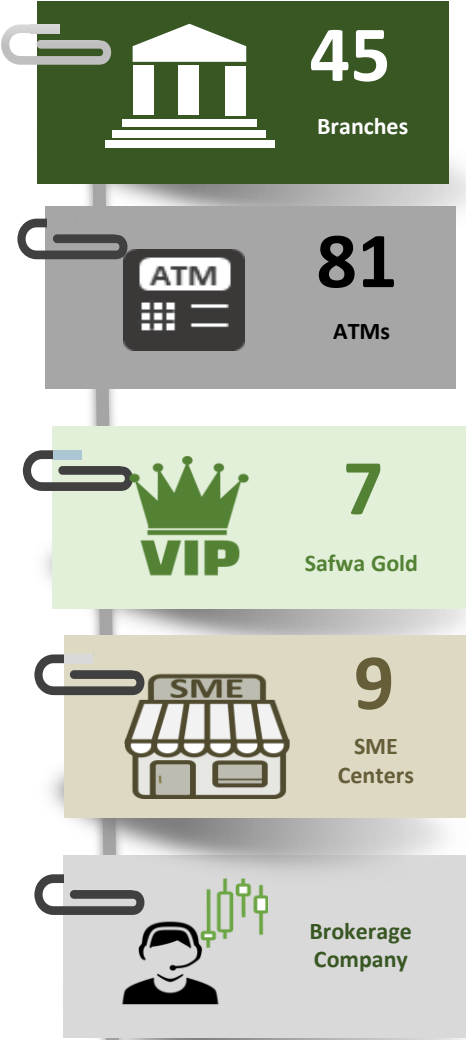 45
Branches
ATM
81
ATMs
VIP
7
Safwa Gold
SME
9
SME
Centers
Brokerage
Company